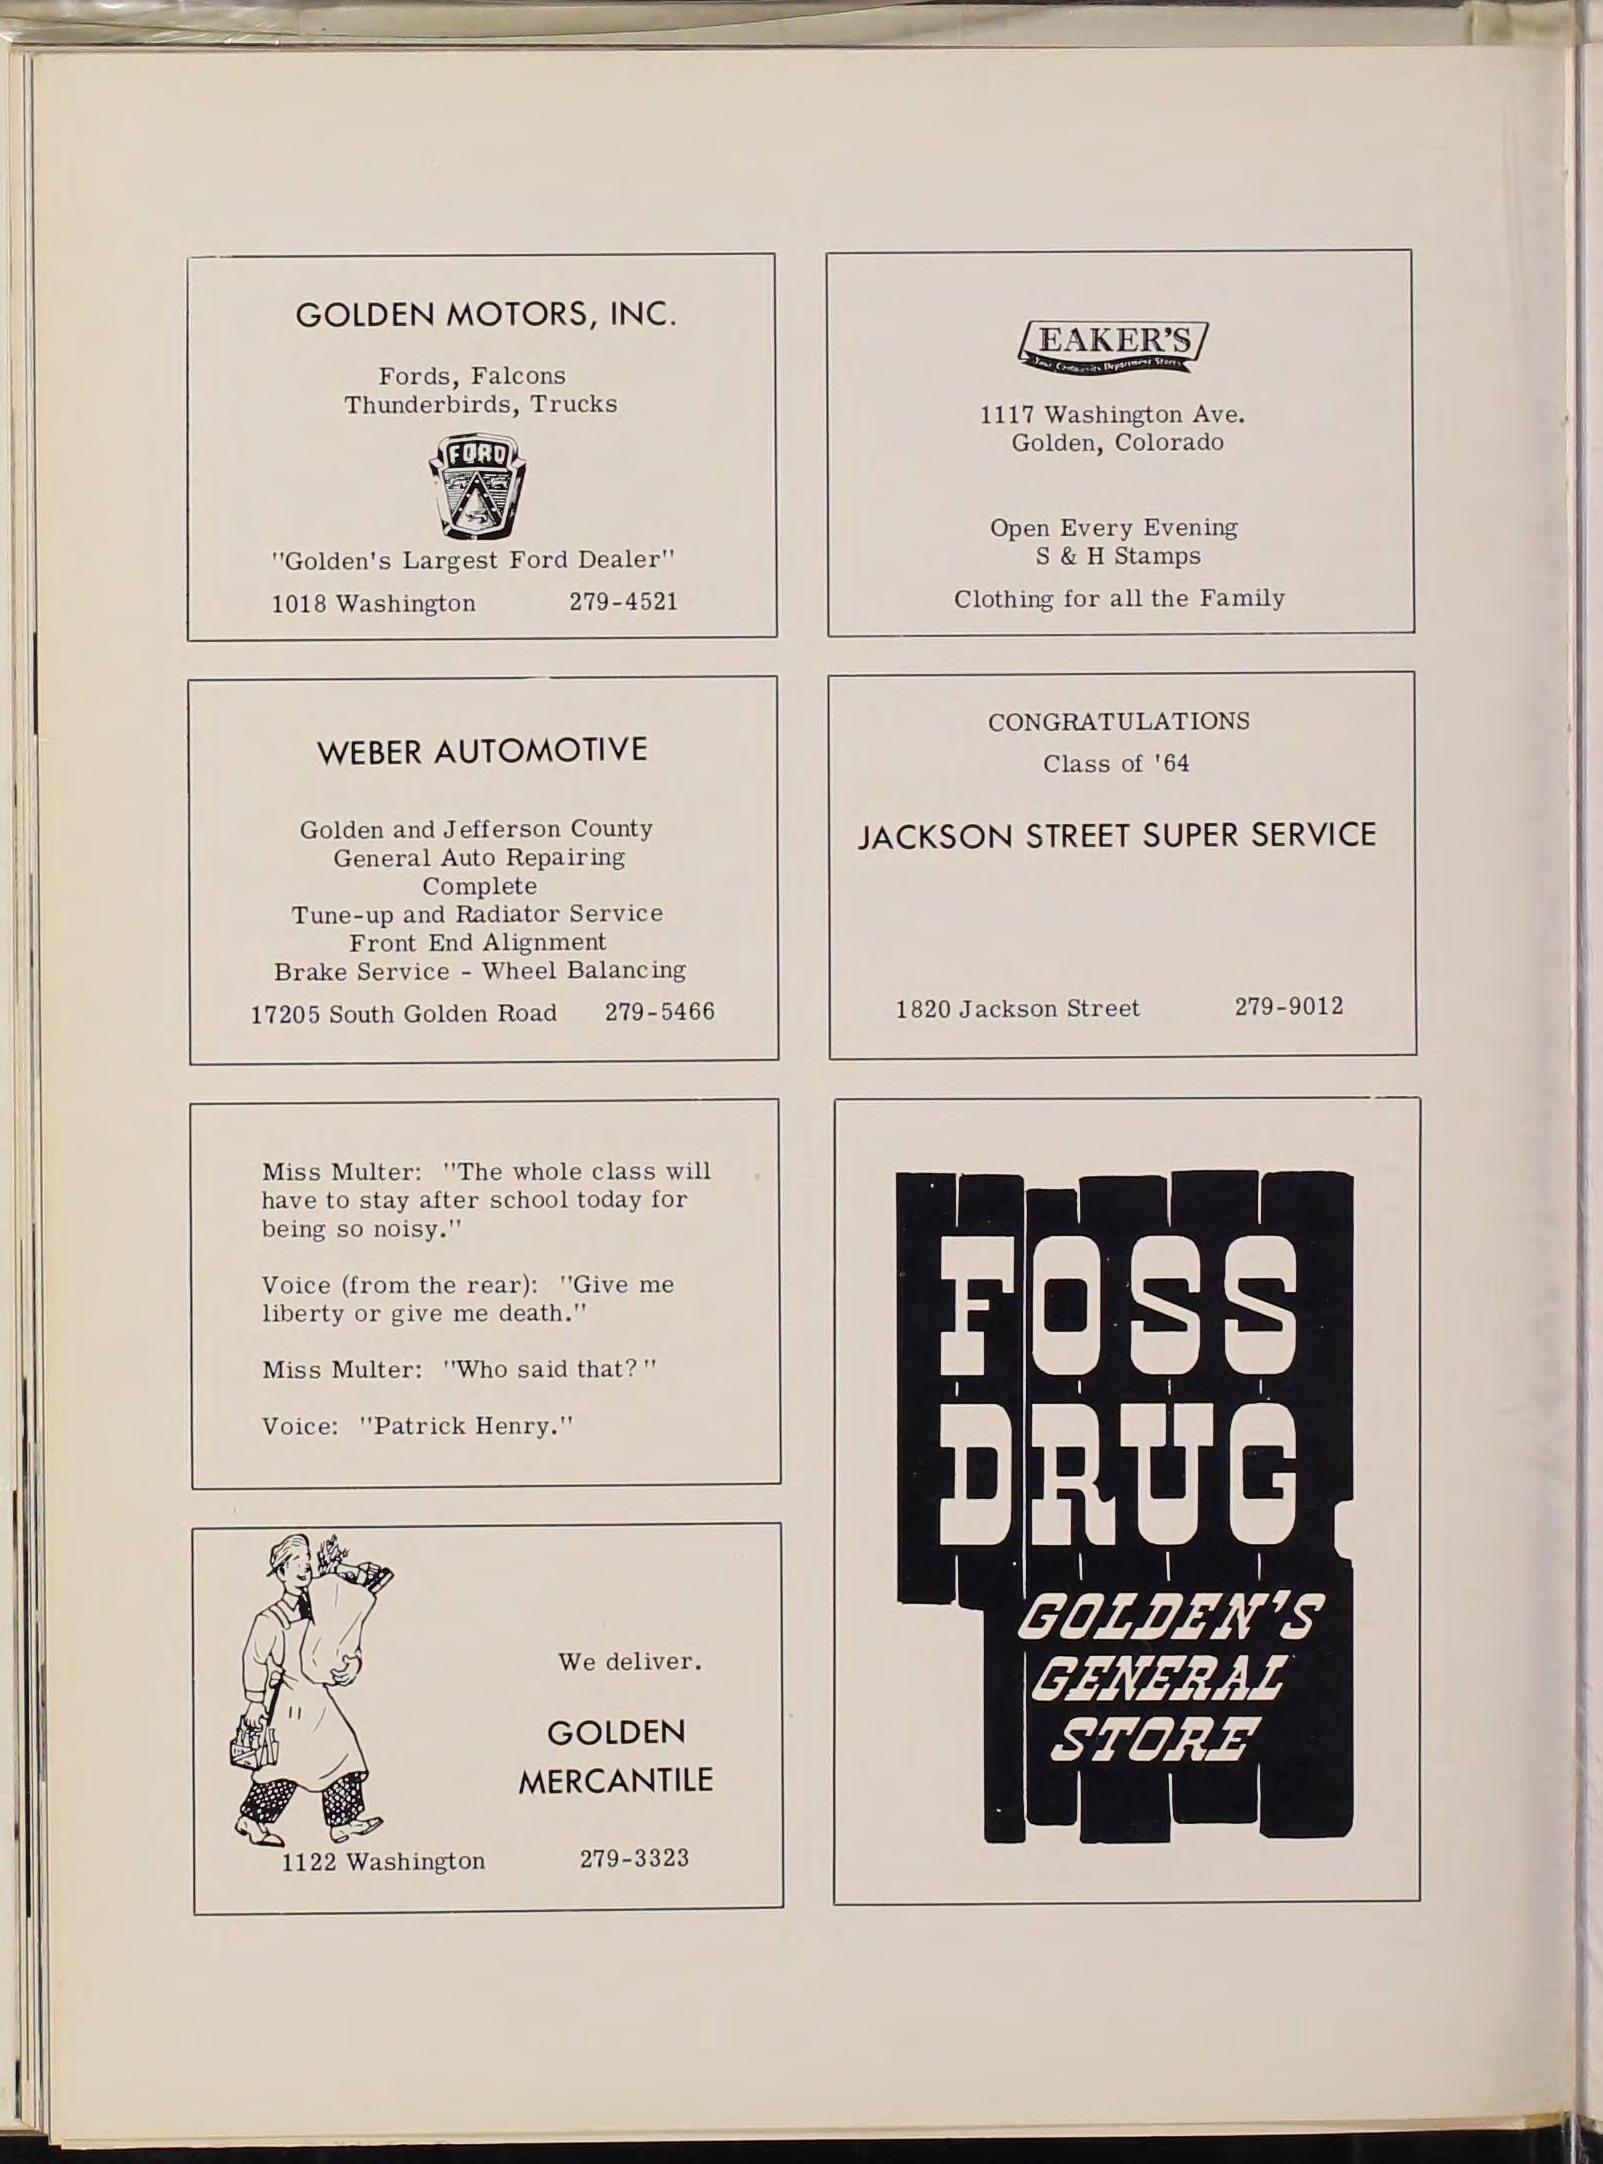 GOLDEN MOTORS, INC.
Fords, Falcons
Thunderbirds, Trucks
FORD
"Golden's Largest Ford Dealer"
1018 Washington 279-4521
EAKER'S
Your Community Department Stores
1117 Washington Ave.
Golden, Colorado
Open Every Evening
S & H Stamps
Clothing for all the Family
WEBER AUTOMOTIVE
Golden and Jefferson County
General Auto Repairing
Complete
Tune-up and Radiator Service
Front End Alignment
Brake Service - Wheel Balancing
17205 South Golden Road 279-5466
CONGRATULATIONS
Class of '64
JACKSON STREET SUPER SERVICE
1820 Jackson Street 279-9012
Miss Multer: "The whole class will
have to stay after school today for
being so noisy."
Voice (from the rear): "Give me
liberty or give me death."
Miss Multer: "Who said that?"
Voice: "Patrick Henry."
We deliver.
GOLDEN
MERCANTILE
1122 Washington 279-3323
FOSS
DRUG
GOLDEN'S
GENERAL
STORE